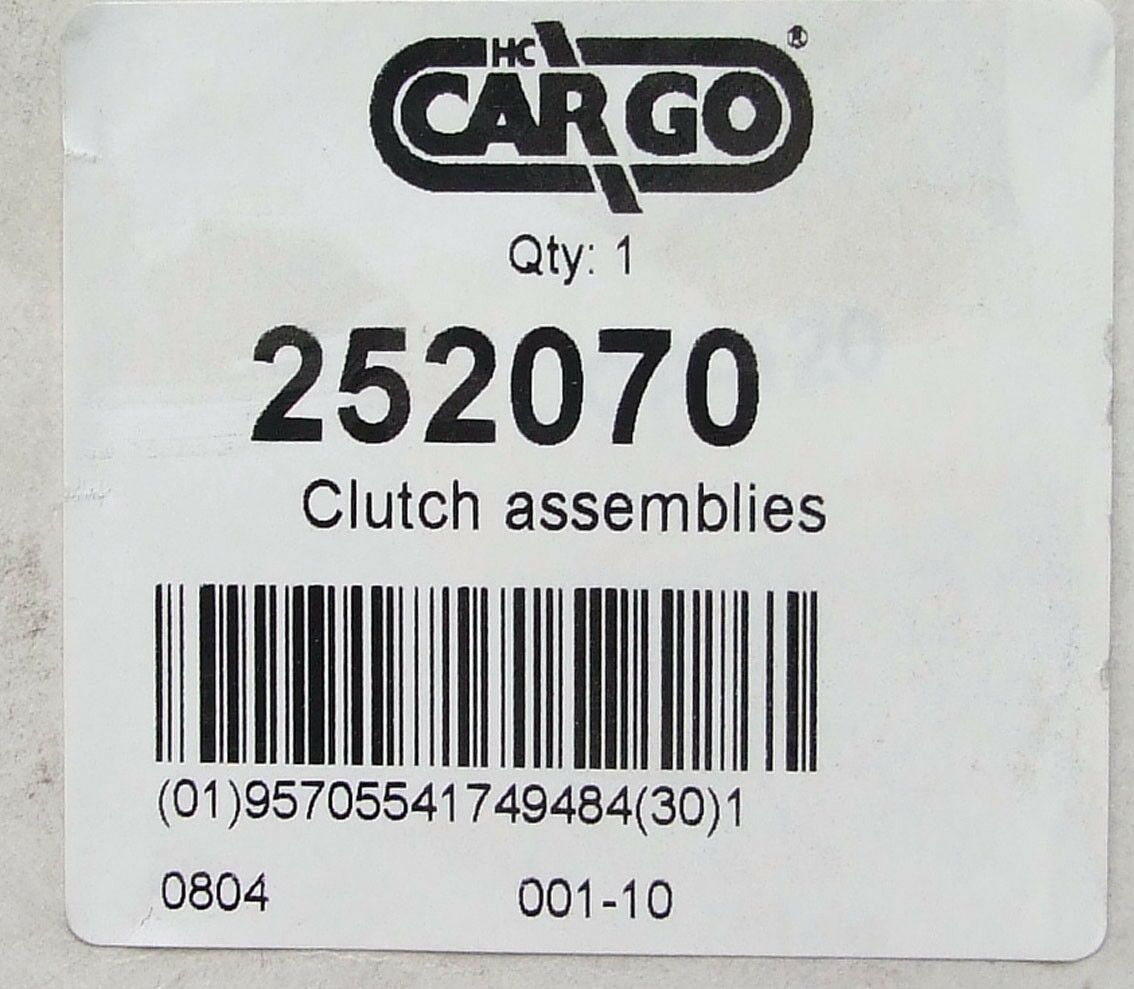 HC
CARGO®
Qty: 1
252070
Clutch assemblies
(01)95705541749484(30)1
0804 001-10